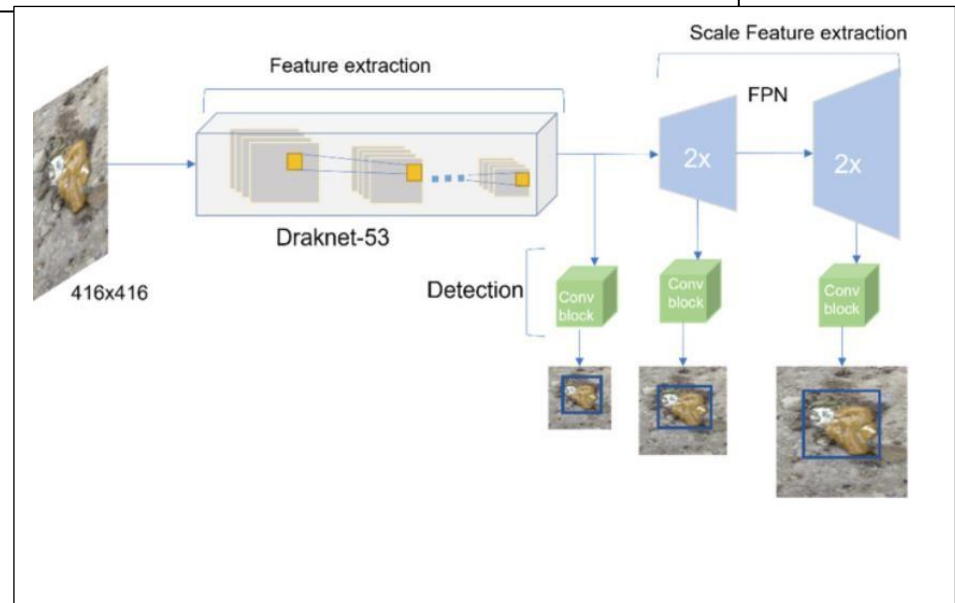 Scale Feature extraction
Feature extraction
FPN
2x
2x
Draknet-53
416x416
Detection
Conv
block
Conv
block
Conv
block